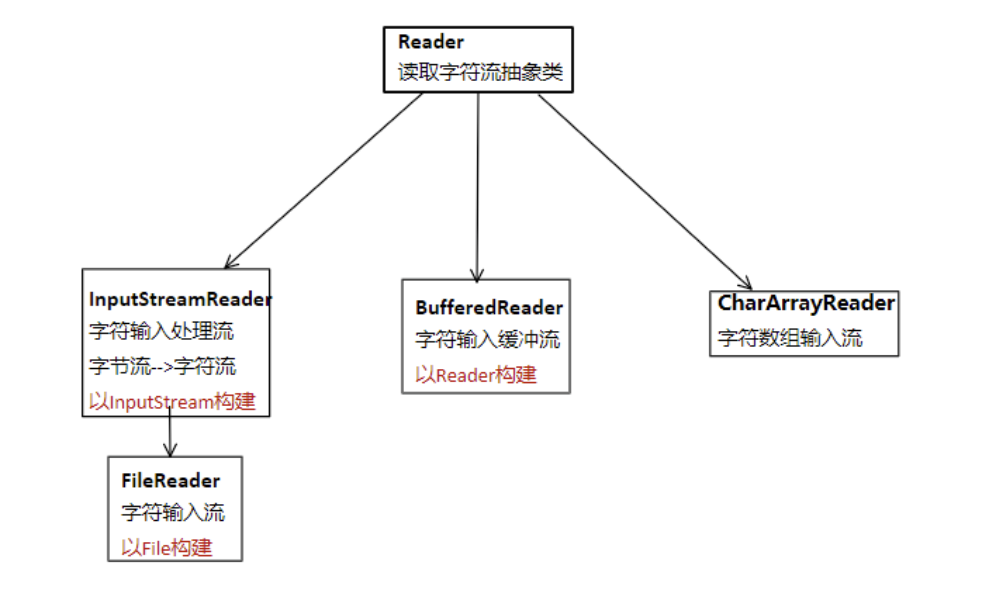 Reader
读取字符流抽象类
InputStreamReader
字符输入处理流
字节流-->字符流
以InputStream构建
BufferedReader
字符输入缓冲流
以Reader构建
CharArrayReader
字符数组输入流
FileReader
字符输入流
以File构建